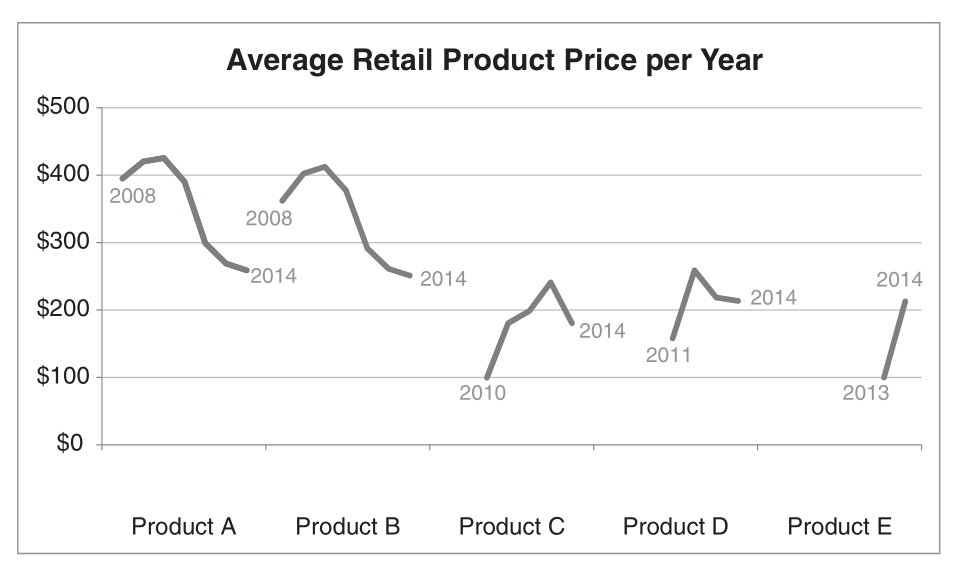 Average Retail Product Price per Year
$500
$400
$300
$200
$100
$0
2008
2014
2008
2014
2010
2014
2011
2014
2013
2014
Product A
Product B
Product C
Product D
Product E